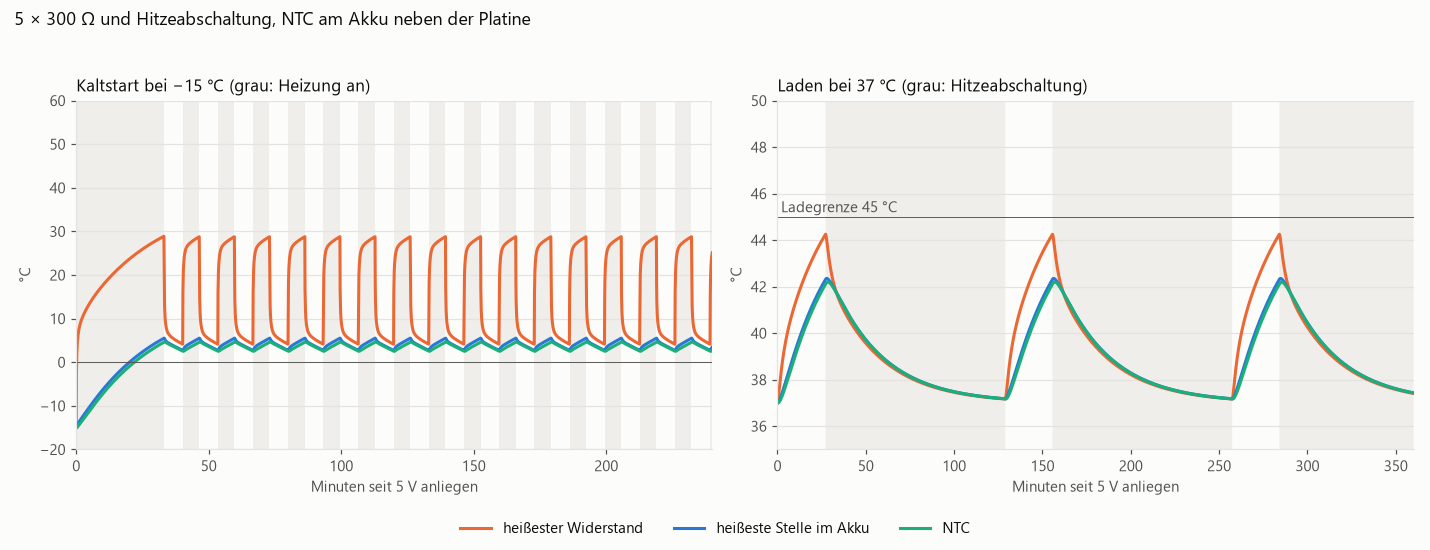 5 × 300 Ω und Hitzeabschaltung, NTC am Akku neben der Platine
Kaltstart bei −15 °C (grau: Heizung an)
60
50
40
30
20
10
0
−10
−20
°C
0
50
100
150
200
Minuten seit 5 V anliegen
Laden bei 37 °C (grau: Hitzeabschaltung)
50
48
46
44
42
40
38
36
°C
Ladegrenze 45 °C
0
50
100
150
200
250
300
350
Minuten seit 5 V anliegen
heißester Widerstand
heißeste Stelle im Akku
NTC